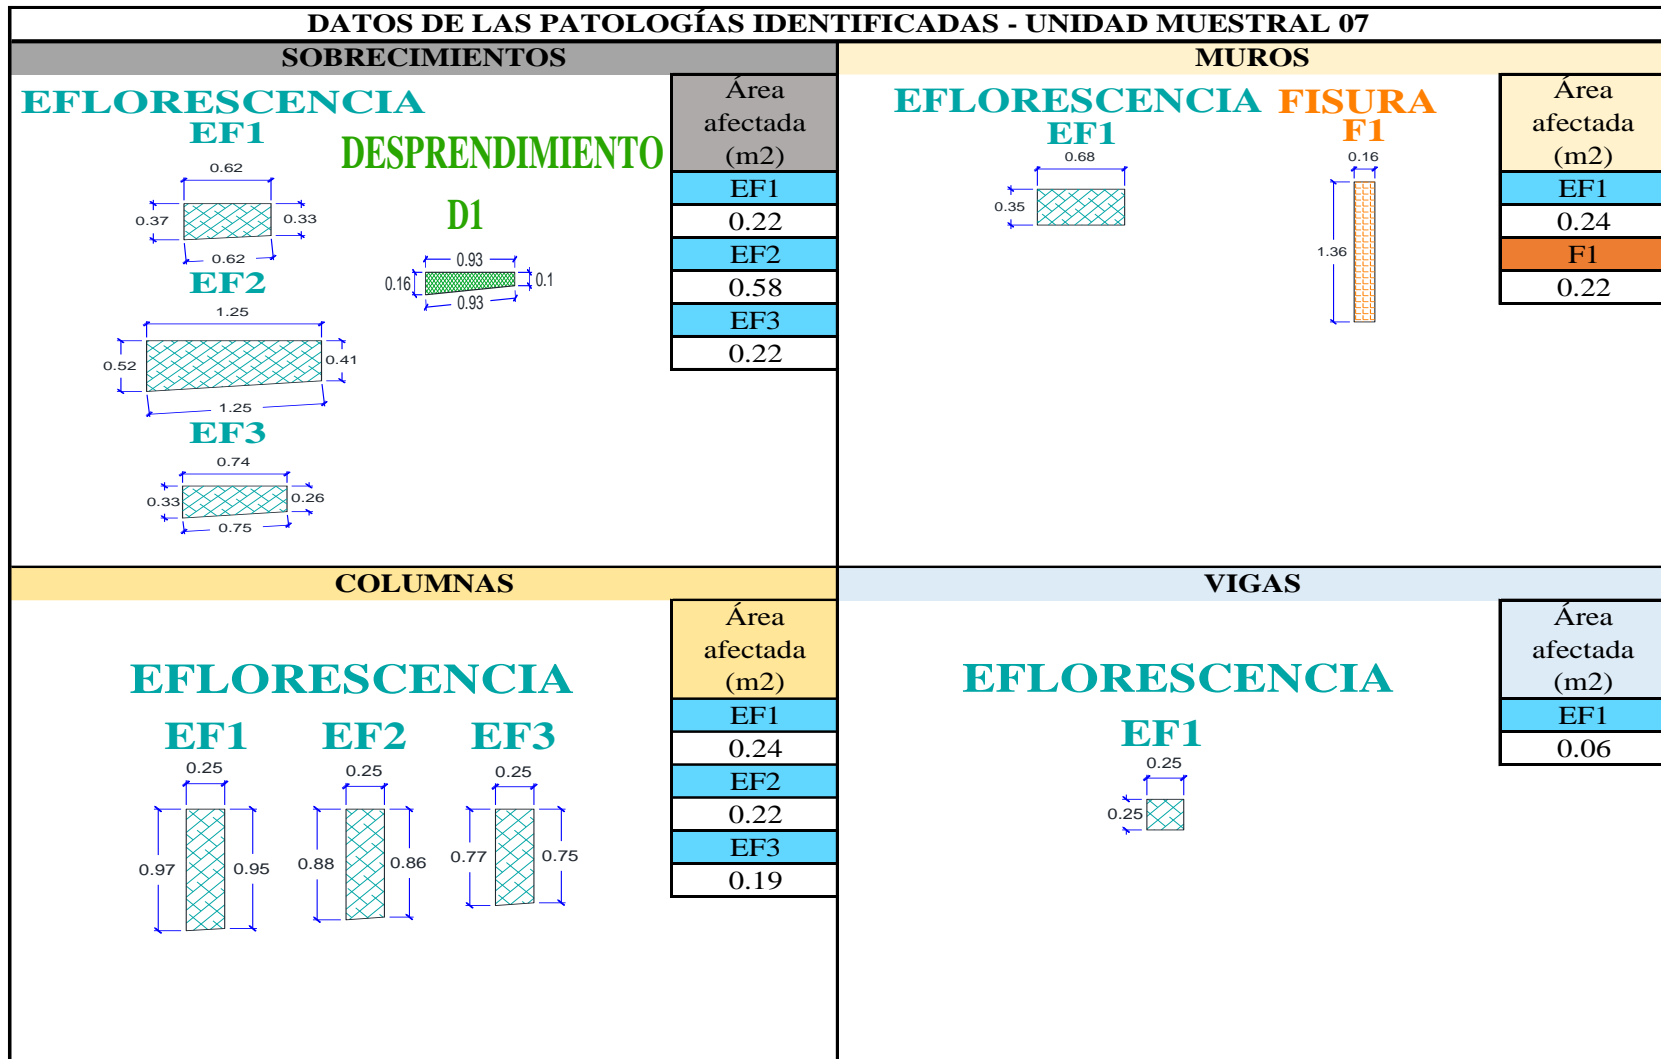 DATOS DE LAS PATOLOGÍAS IDENTIFICADAS - UNIDAD MUESTRAL 07
SOBRECIMIENTOS
EFLORESCENCIA
EF1
0.62
0.37
0.33
0.62
EF2
1.25
0.52
0.41
1.25
EF3
0.74
0.33
0.26
0.75
DESPRENDIMIENTO
D1
0.93
0.16
0.1
0.93
Área
afectada
(m2)
EF1
0.22
EF2
0.58
EF3
0.22
MUROS
EFLORESCENCIA
EF1
0.68
0.35
FISURA
F1
0.16
1.36
Área
afectada
(m2)
EF1
0.24
F1
0.22
COLUMNAS
EFLORESCENCIA
EF1
0.25
0.97
0.95
EF2
0.25
0.88
0.86
EF3
0.25
0.77
0.75
Área
afectada
(m2)
EF1
0.24
EF2
0.22
EF3
0.19
VIGAS
EFLORESCENCIA
EF1
0.25
0.25
Área
afectada
(m2)
EF1
0.06